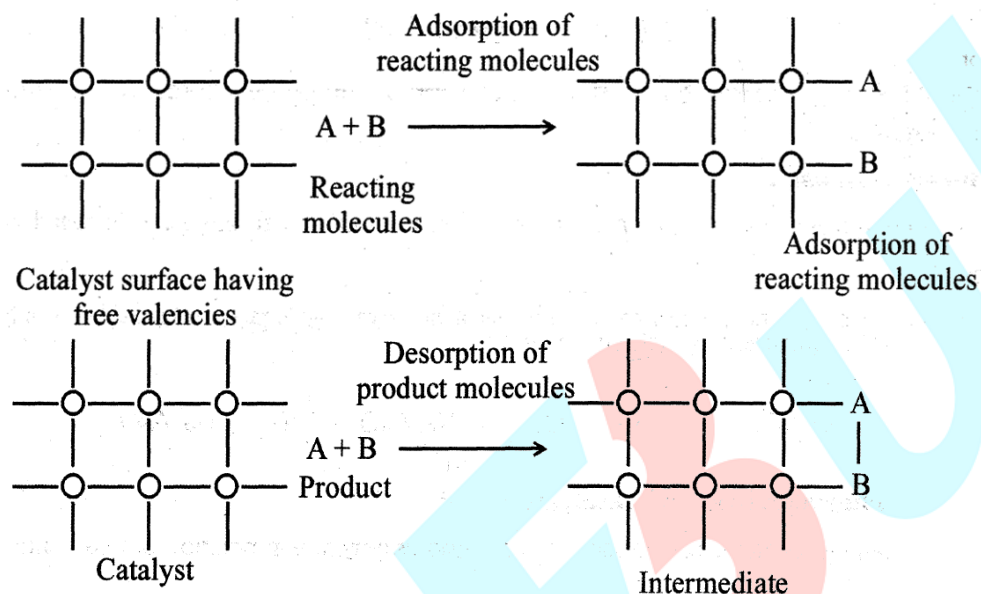 Adsorption of
reacting molecules
A + B
Reacting
molecules
A
B
Adsorption of
reacting molecules
Catalyst surface having
free valencies
Desorption of
product molecules
A + B
Product
A
B
Catalyst
Intermediate